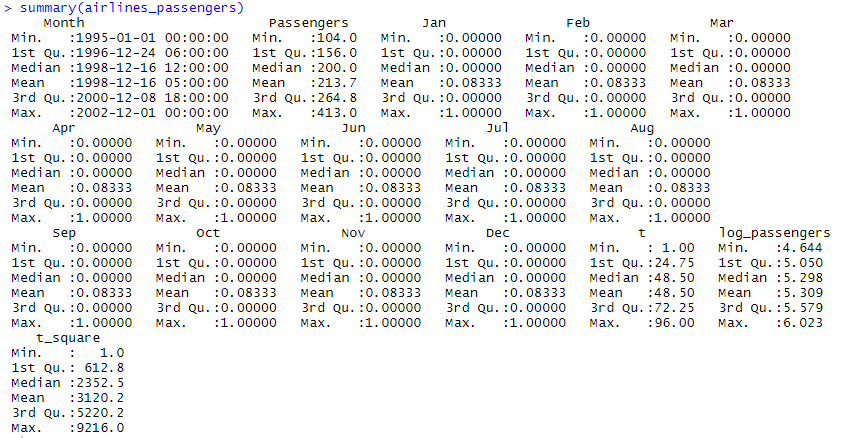 > summary(airlines_passengers)
Month Passengers Jan Feb Mar
Min. :1995-01-01 00:00:00 Min. :104.0 Min. :0.00000 Min. :0.00000 Min. :0.00000
1st Qu.:1996-12-24 06:00:00 1st Qu.:156.0 1st Qu.:0.00000 1st Qu.:0.00000 1st Qu.:0.00000
Median :1998-12-16 12:00:00 Median :200.0 Median :0.00000 Median :0.00000 Median :0.00000
Mean :1998-12-16 05:00:00 Mean :213.7 Mean :0.08333 Mean :0.08333 Mean :0.08333
3rd Qu.:2000-12-08 18:00:00 3rd Qu.:264.8 3rd Qu.:0.00000 3rd Qu.:0.00000 3rd Qu.:0.00000
Max. :2002-12-01 00:00:00 Max. :413.0 Max. :1.00000 Max. :1.00000 Max. :1.00000
Apr May Jun Jul Aug
Min. :0.00000 Min. :0.00000 Min. :0.00000 Min. :0.00000 Min. :0.00000
1st Qu.:0.00000 1st Qu.:0.00000 1st Qu.:0.00000 1st Qu.:0.00000 1st Qu.:0.00000
Median :0.00000 Median :0.00000 Median :0.00000 Median :0.00000 Median :0.00000
Mean :0.08333 Mean :0.08333 Mean :0.08333 Mean :0.08333 Mean :0.08333
3rd Qu.:0.00000 3rd Qu.:0.00000 3rd Qu.:0.00000 3rd Qu.:0.00000 3rd Qu.:0.00000
Max. :1.00000 Max. :1.00000 Max. :1.00000 Max. :1.00000 Max. :1.00000
Sep Oct Nov Dec t log_passengers
Min. :0.00000 Min. :0.00000 Min. :0.00000 Min. :0.00000 Min. : 1.00 Min. :4.644
1st Qu.:0.00000 1st Qu.:0.00000 1st Qu.:0.00000 1st Qu.:0.00000 1st Qu.:24.75 1st Qu.:5.050
Median :0.00000 Median :0.00000 Median :0.00000 Median :0.00000 Median :48.50 Median :5.298
Mean :0.08333 Mean :0.08333 Mean :0.08333 Mean :0.08333 Mean :48.50 Mean :5.309
3rd Qu.:0.00000 3rd Qu.:0.00000 3rd Qu.:0.00000 3rd Qu.:0.00000 3rd Qu.:72.25 3rd Qu.:5.579
Max. :1.00000 Max. :1.00000 Max. :1.00000 Max. :1.00000 Max. :96.00 Max. :6.023
t_square
Min. : 1.0
1st Qu.: 612.8
Median :2352.5
Mean :3120.2
3rd Qu.:5220.2
Max. :9216.0